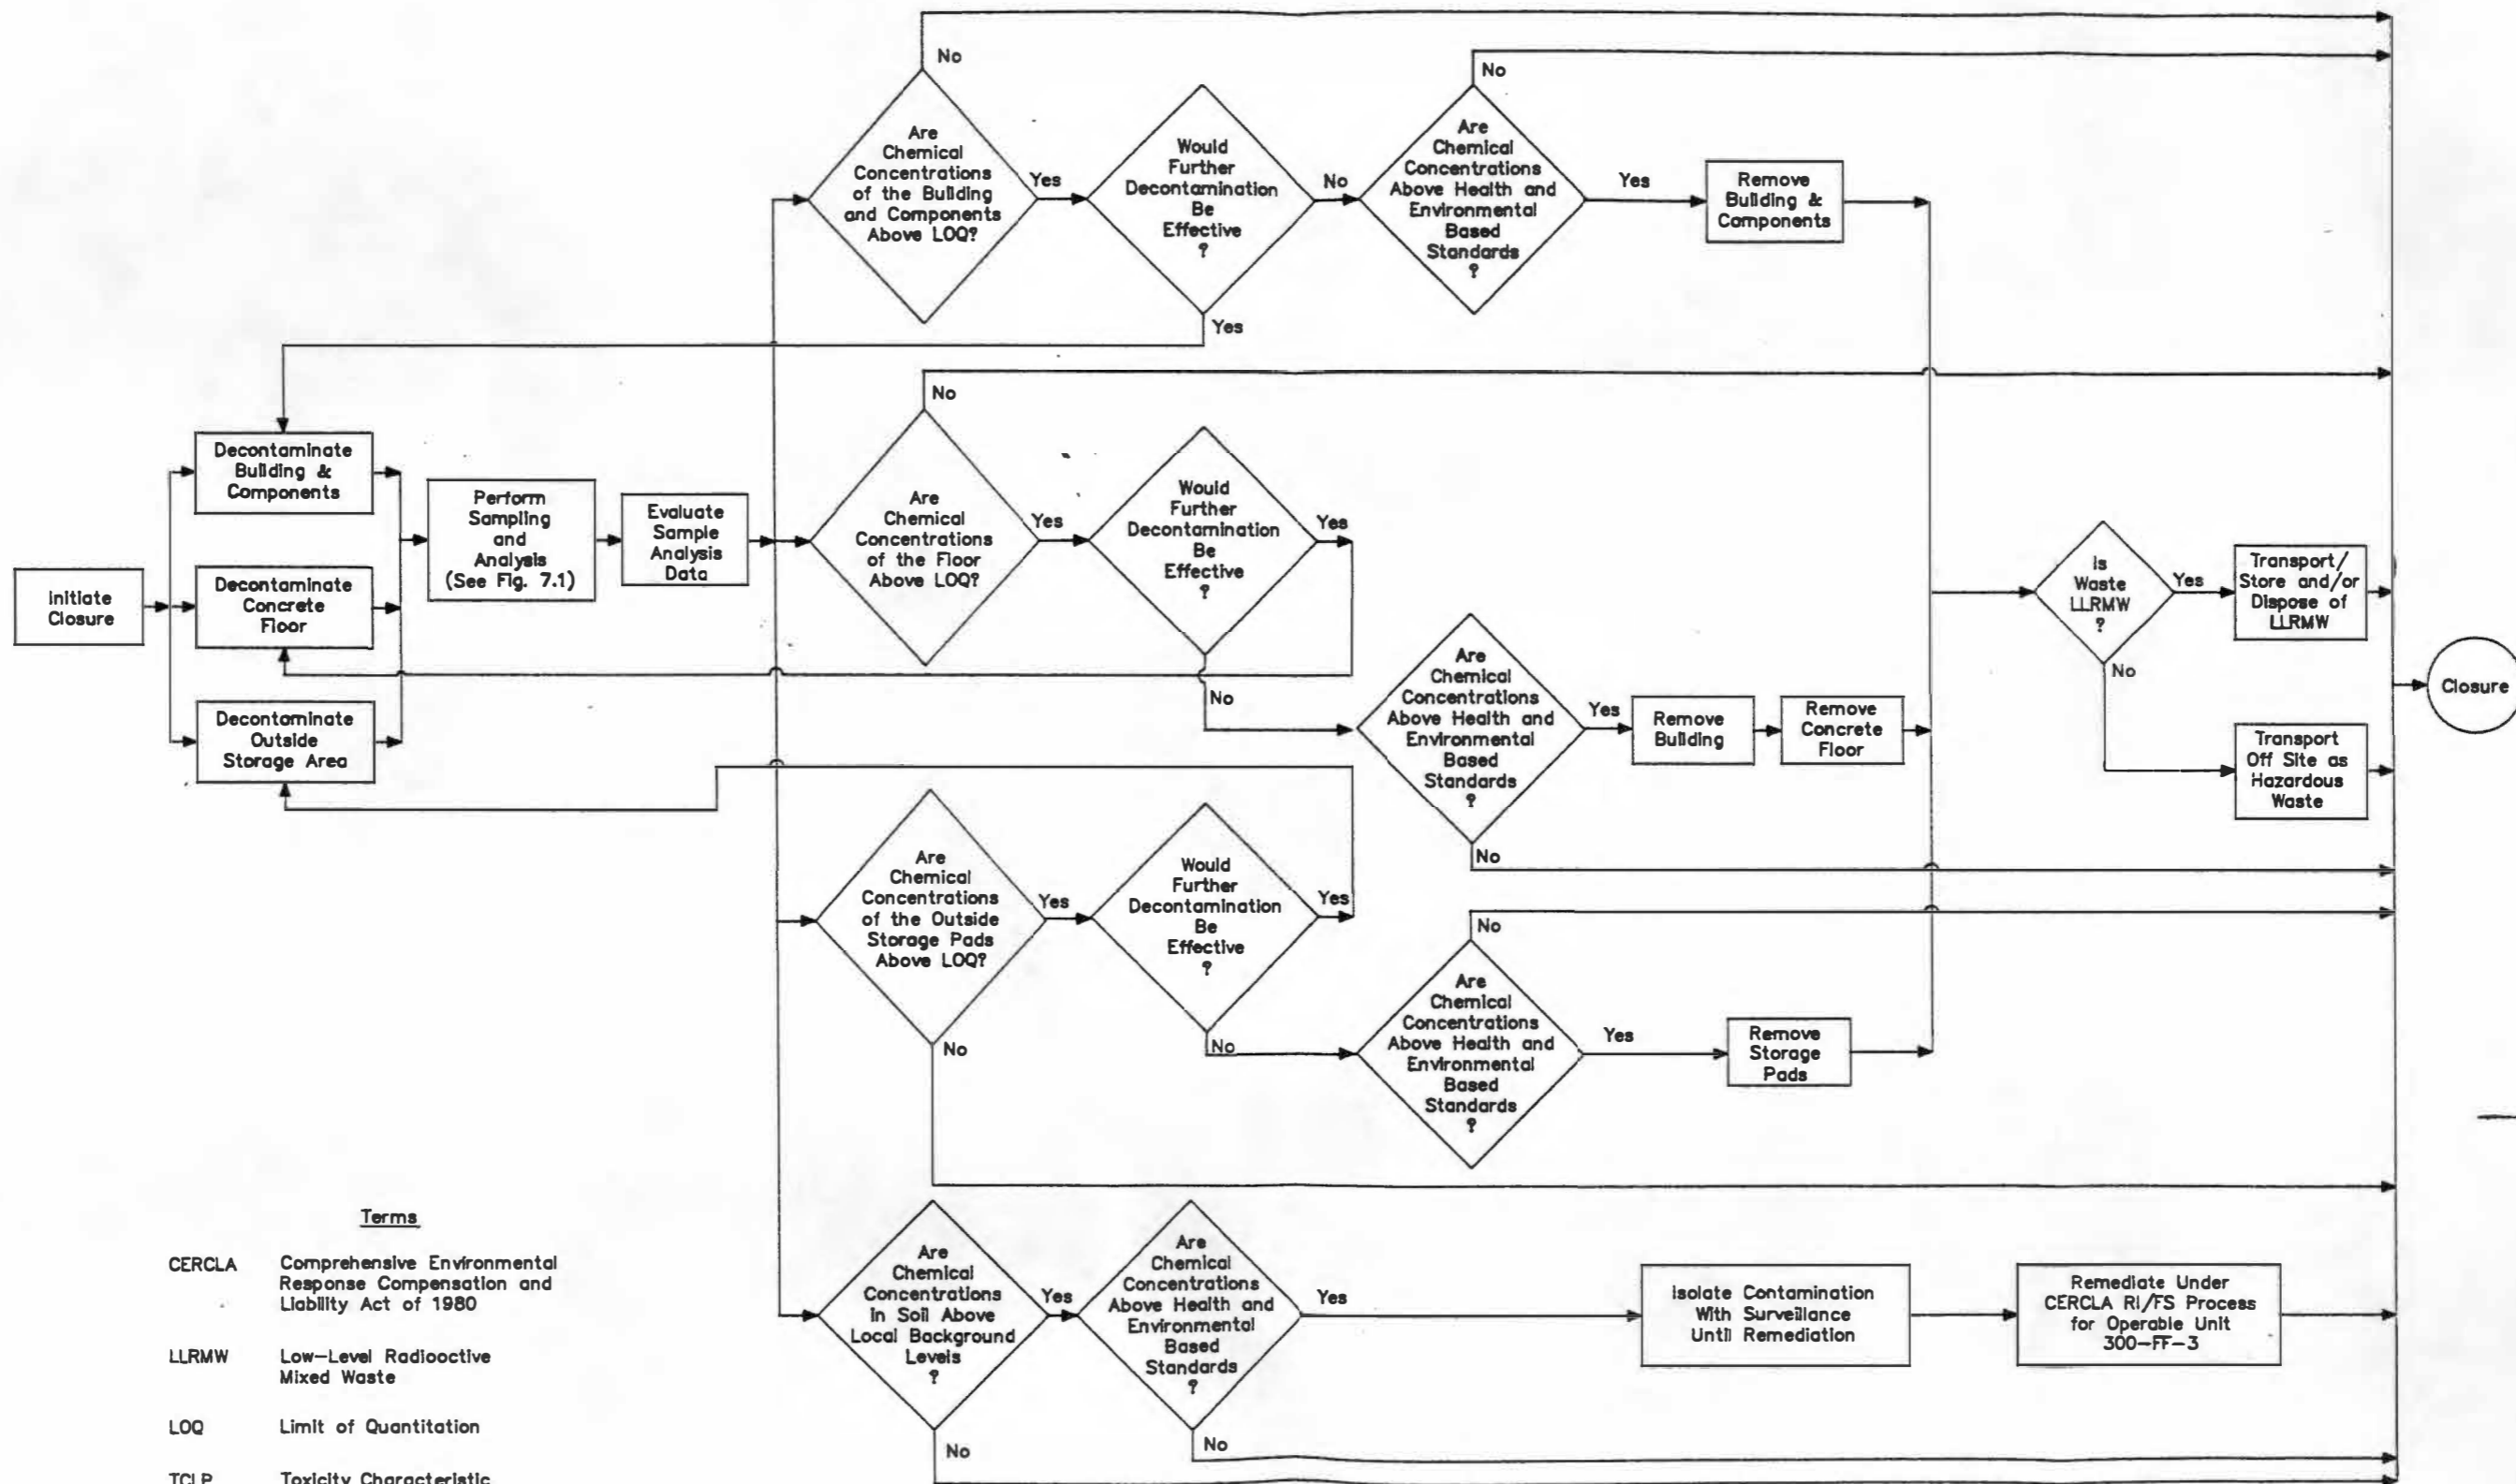 No
Are
Chemical
Concentrations
of the Building
and Components
Above LOQ?
Yes
Would
Further
Decontamination
Be
Effective
?
No
Yes
No
Are
Chemical
Concentrations
Above Health and
Environmental
Based
Standards
?
Yes
Remove
Building &
Components
Initiate
Closure
Decontaminate
Building &
Components
Decontaminate
Concrete
Floor
Decontaminate
Outside
Storage Area
Perform
Sampling
and
Analysis
(See Fig. 7.1)
Evaluate
Sample
Analysis
Data
No
Are
Chemical
Concentrations
of the Floor
Above LOQ?
Yes
Would
Further
Decontamination
Be
Effective
?
Yes
No
Are
Chemical
Concentrations
Above Health and
Environmental
Based
Standards
?
Yes
No
Remove
Building
Remove
Concrete
Floor
Is
Waste
LLRMW
?
Yes
No
Transport/
Store and/or
Dispose of
LLRMW
Transport
Off Site as
Hazardous
Waste
Closure
Are
Chemical
Concentrations
of the Outside
Storage Pads
Above LOQ?
Yes
No
Would
Further
Decontamination
Be
Effective
?
Yes
No
No
Are
Chemical
Concentrations
Above Health and
Environmental
Based
Standards
?
Yes
Remove
Storage
Pads
Are
Chemical
Concentrations
in Soil Above
Local Background
Levels
?
Yes
No
Are
Chemical
Concentrations
Above Health and
Environmental
Based
Standards
?
Yes
No
Isolate Contamination
With Surveillance
Until Remediation
Remediate Under
CERCLA RI/FS Process
for Operable Unit
300-FF-3
Terms
CERCLA Comprehensive Environmental
Response Compensation and
Liability Act of 1980
LLRMW Low-Level Radioactive
Mixed Waste
LOQ Limit of Quantitation
TCLP Toxicity Characteristic